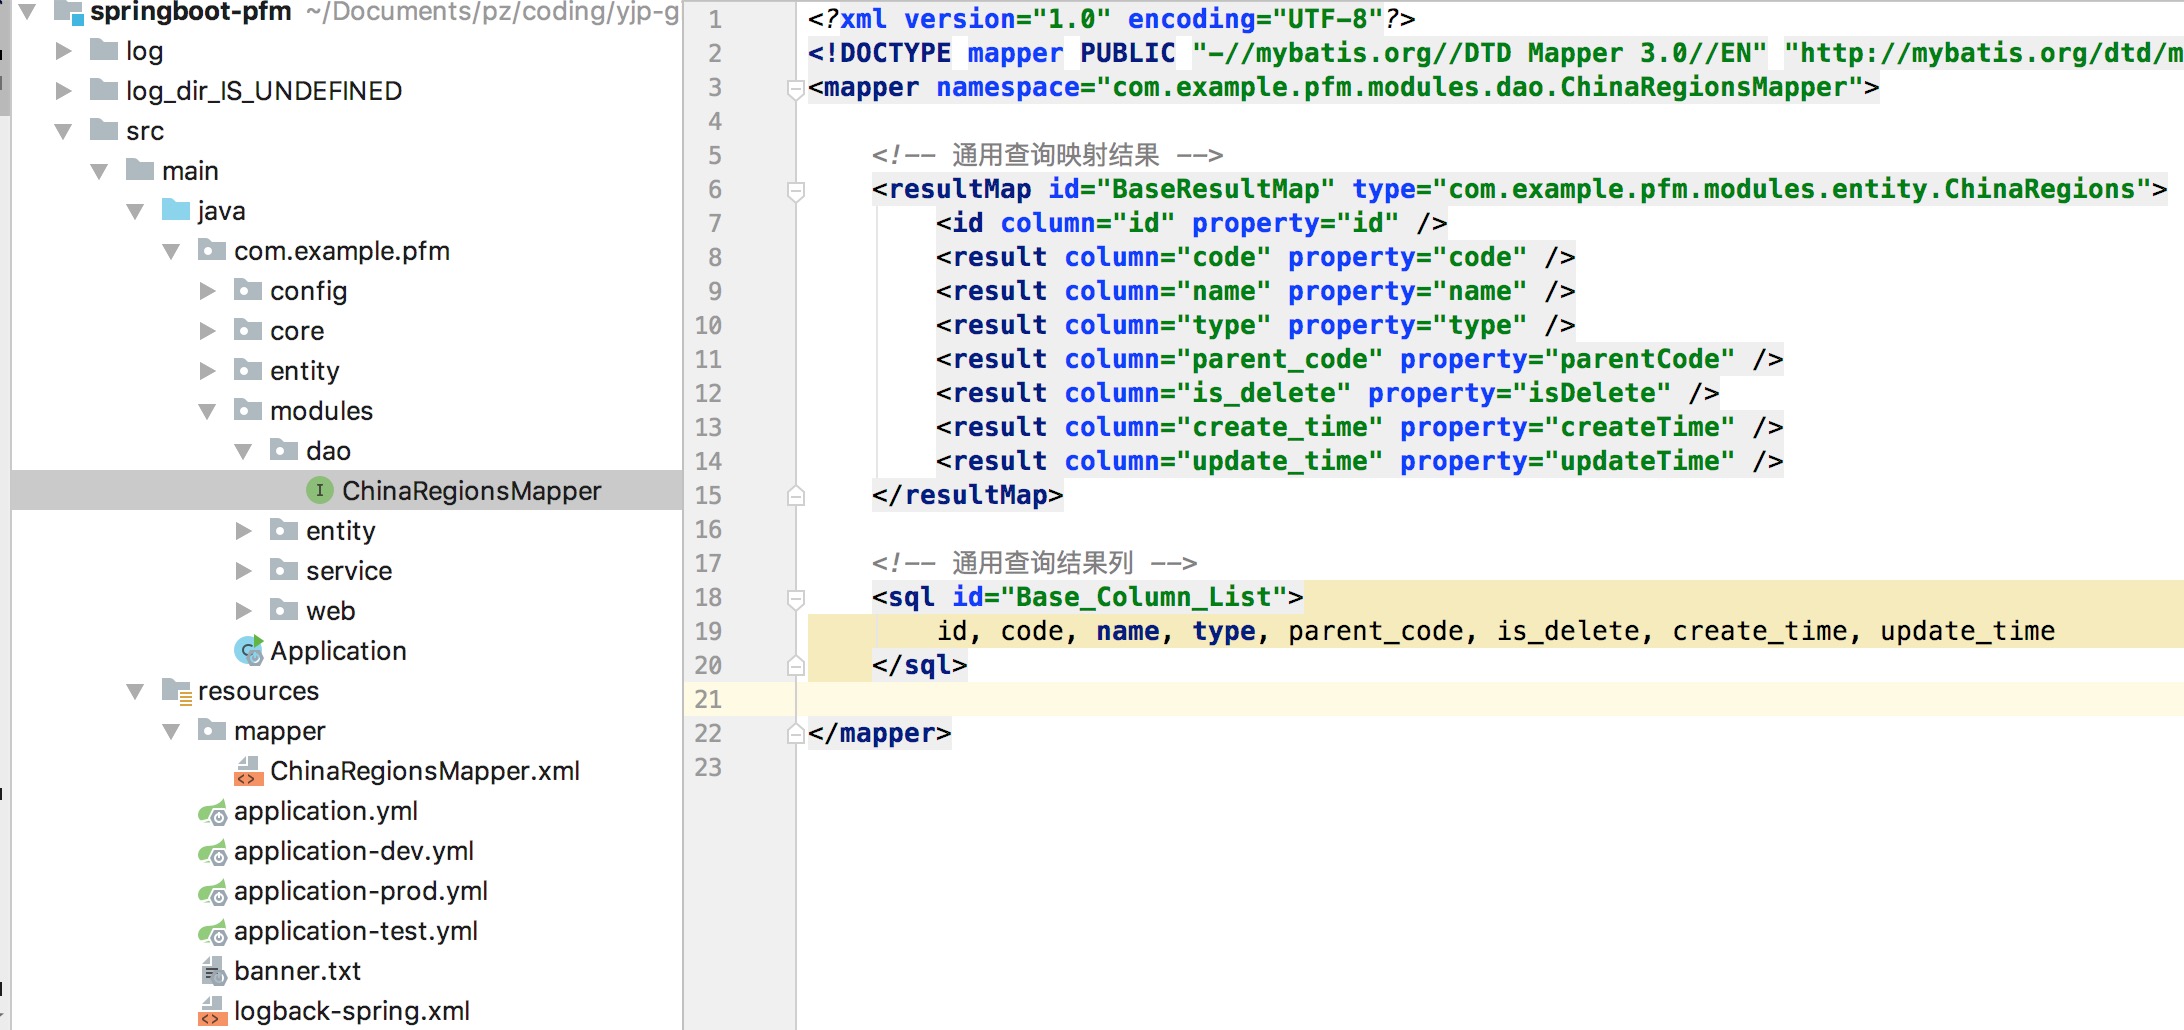 springboot-pfm ~/Documents/pz/coding/yjp-g
log
log_dir_IS_UNDEFINED
src
main
java
com.example.pfm
config
core
entity
modules
dao
ChinaRegionsMapper
entity
service
web
Application
resources
mapper
ChinaRegionsMapper.xml
application.yml
application-dev.yml
application-prod.yml
application-test.yml
banner.txt
logback-spring.xml
1 <?xml version="1.0" encoding="UTF-8"?>
2 <!DOCTYPE mapper PUBLIC "-//mybatis.org//DTD Mapper 3.0//EN" "http://mybatis.org/dtd/m
3 <mapper namespace="com.example.pfm.modules.dao.ChinaRegionsMapper">
4
5 <!-- 通用查询映射结果 -->
6 <resultMap id="BaseResultMap" type="com.example.pfm.modules.entity.ChinaRegions">
7 <id column="id" property="id" />
8 <result column="code" property="code" />
9 <result column="name" property="name" />
10 <result column="type" property="type" />
11 <result column="parent_code" property="parentCode" />
12 <result column="is_delete" property="isDelete" />
13 <result column="create_time" property="createTime" />
14 <result column="update_time" property="updateTime" />
15 </resultMap>
16
17 <!-- 通用查询结果列 -->
18 <sql id="Base_Column_List">
19 id, code, name, type, parent_code, is_delete, create_time, update_time
20 </sql>
21
22 </mapper>
23